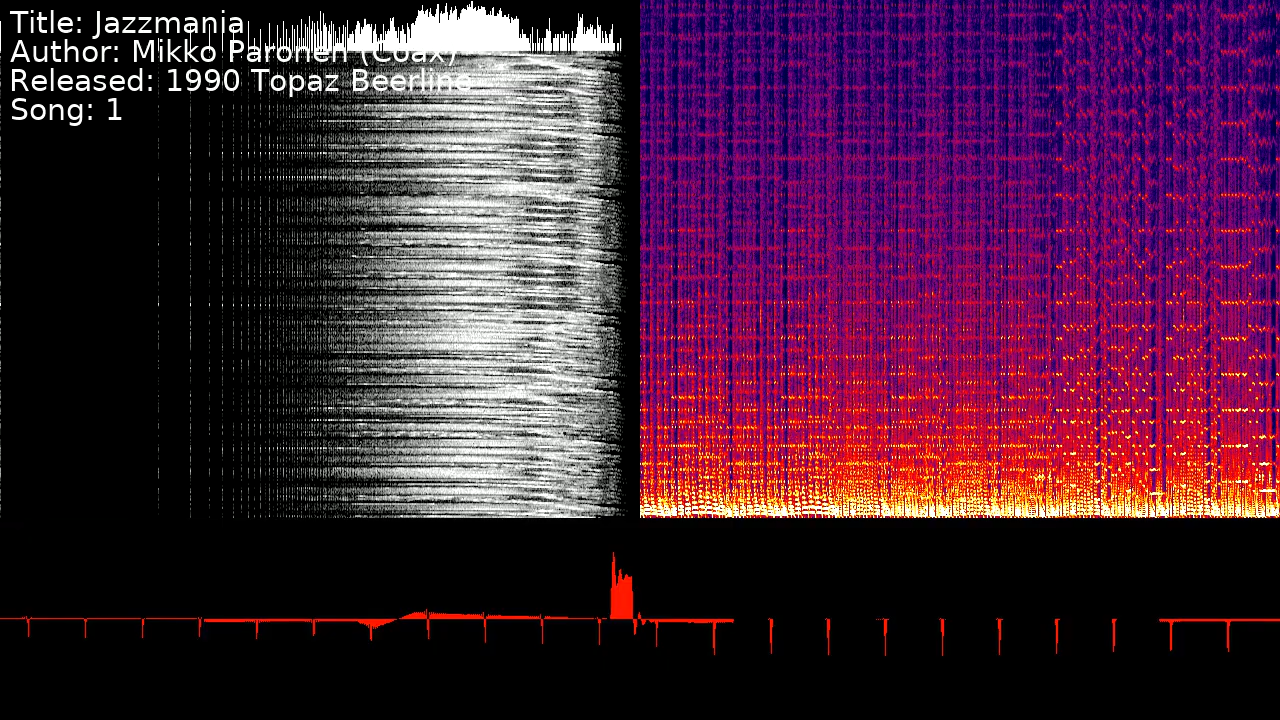 Title: Jazzmania
Author: Mikko Paronen (Coax)
Released: 1990 Topaz Beerline
Song: 1